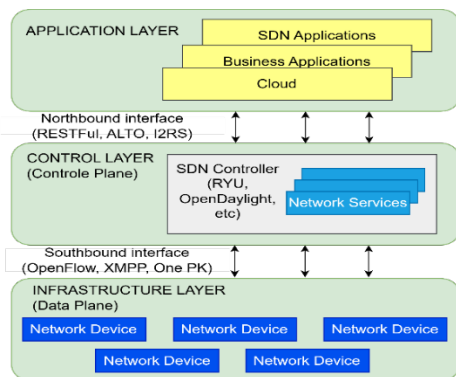 APPLICATION LAYER
SDN Applications
Business Applications
Cloud
Northbound interface
(RESTFul, ALTO, I2RS)
CONTROL LAYER
(Controle Plane)
SDN Controller
(RYU,
OpenDaylight,
etc)
Network Services
Southbound interface
(OpenFlow, XMPP, One PK)
INFRASTRUCTURE LAYER
(Data Plane)
Network Device
Network Device
Network Device
Network Device
Network Device